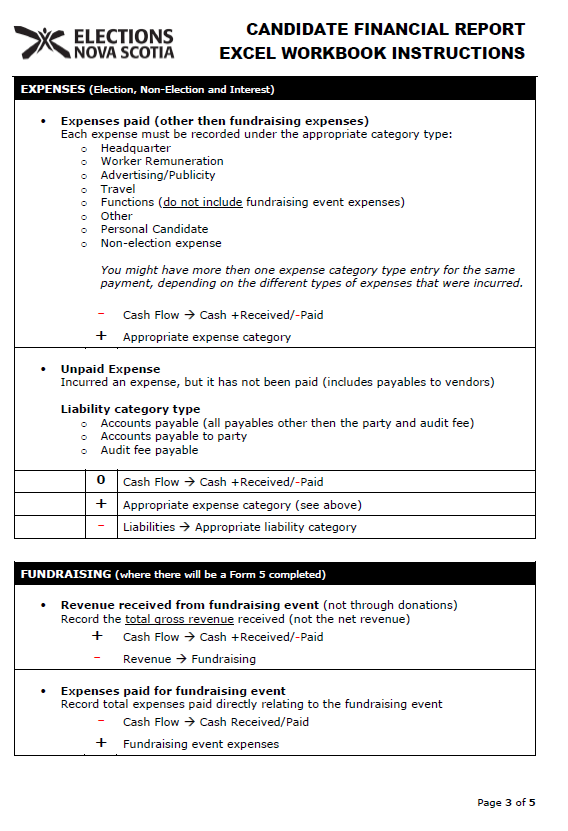 ELECTIONS
NOVA SCOTIA
CANDIDATE FINANCIAL REPORT
EXCEL WORKBOOK INSTRUCTIONS
EXPENSES (Election, Non-Election and Interest)
• Expenses paid (other then fundraising expenses)
Each expense must be recorded under the appropriate category type:
o Headquarter
o Worker Remuneration
o Advertising/Publicity
o Travel
o Functions (do not include fundraising event expenses)
o Other
o Personal Candidate
o Non-election expense
You might have more then one expense category type entry for the same
payment, depending on the different types of expenses that were incurred.
- Cash Flow → Cash +Received/-Paid
+ Appropriate expense category
• Unpaid Expense
Incurred an expense, but it has not been paid (includes payables to vendors)
Liability category type
o Accounts payable (all payables other then the party and audit fee)
o Accounts payable to party
o Audit fee payable
0 Cash Flow → Cash +Received/-Paid
+ Appropriate expense category (see above)
- Liabilities → Appropriate liability category
FUNDRAISING (where there will be a Form 5 completed)
• Revenue received from fundraising event (not through donations)
Record the total gross revenue received (not the net revenue)
+ Cash Flow → Cash +Received/-Paid
- Revenue → Fundraising
• Expenses paid for fundraising event
Record total expenses paid directly relating to the fundraising event
- Cash Flow → Cash Received/Paid
+ Fundraising event expenses
Page 3 of 5